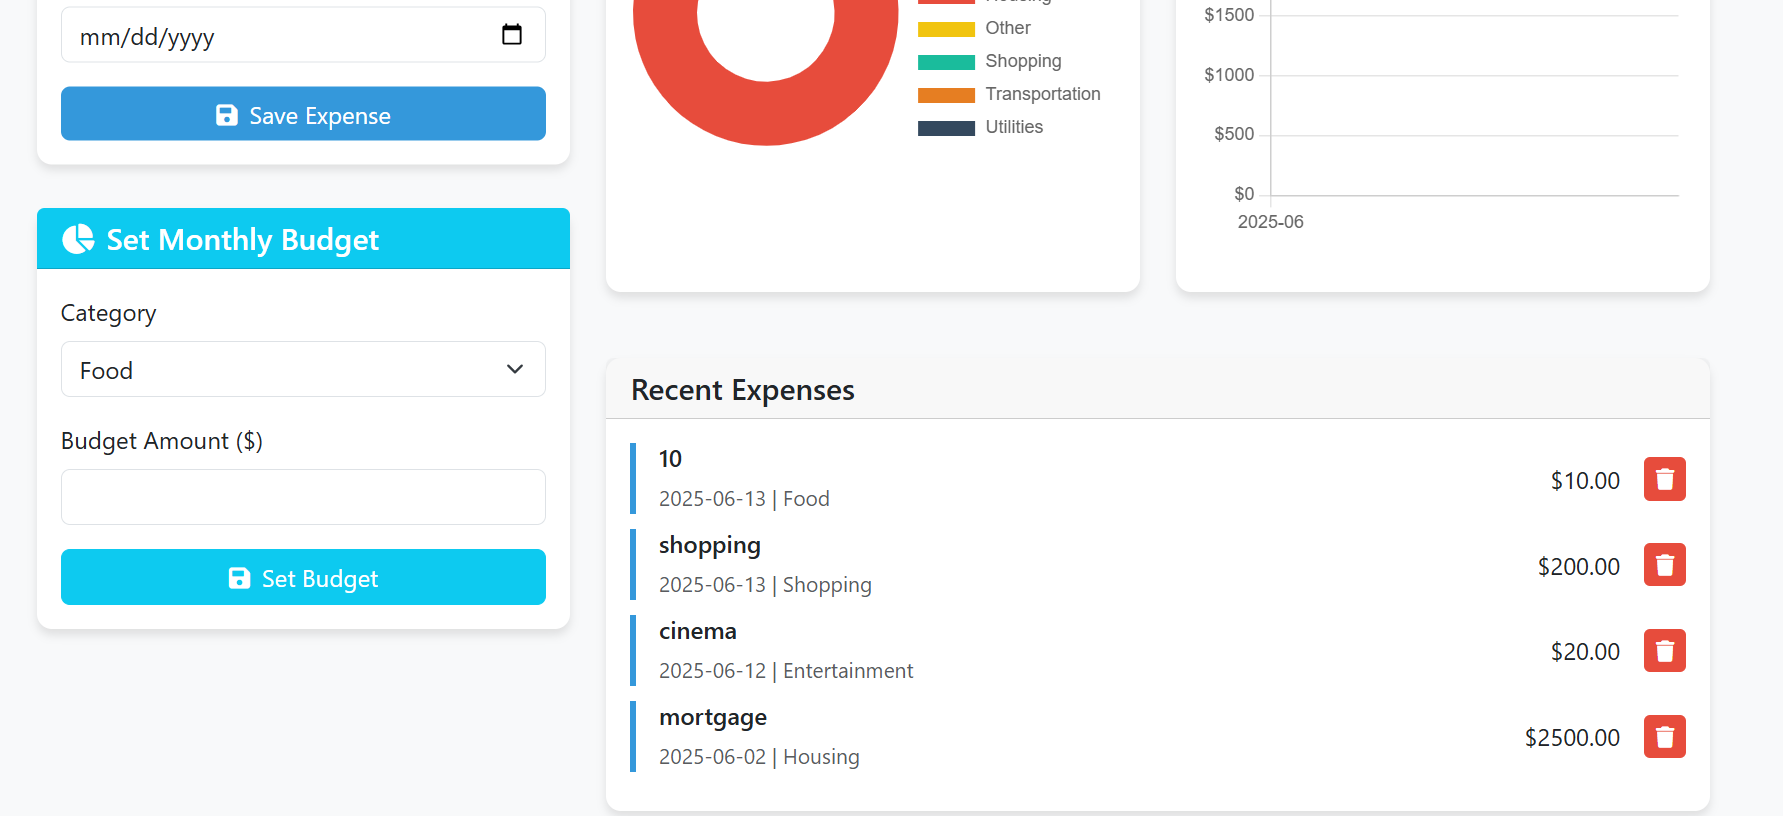 mm/dd/yyyy
Save Expense
Set Monthly Budget
Category
Food
Budget Amount ($)
Set Budget
Other
Shopping
Transportation
Utilities
$1500
$1000
$500
$0
2025-06
Recent Expenses
10
2025-06-13 | Food
$10.00
shopping
2025-06-13 | Shopping
$200.00
cinema
2025-06-12 | Entertainment
$20.00
mortgage
2025-06-02 | Housing
$2500.00